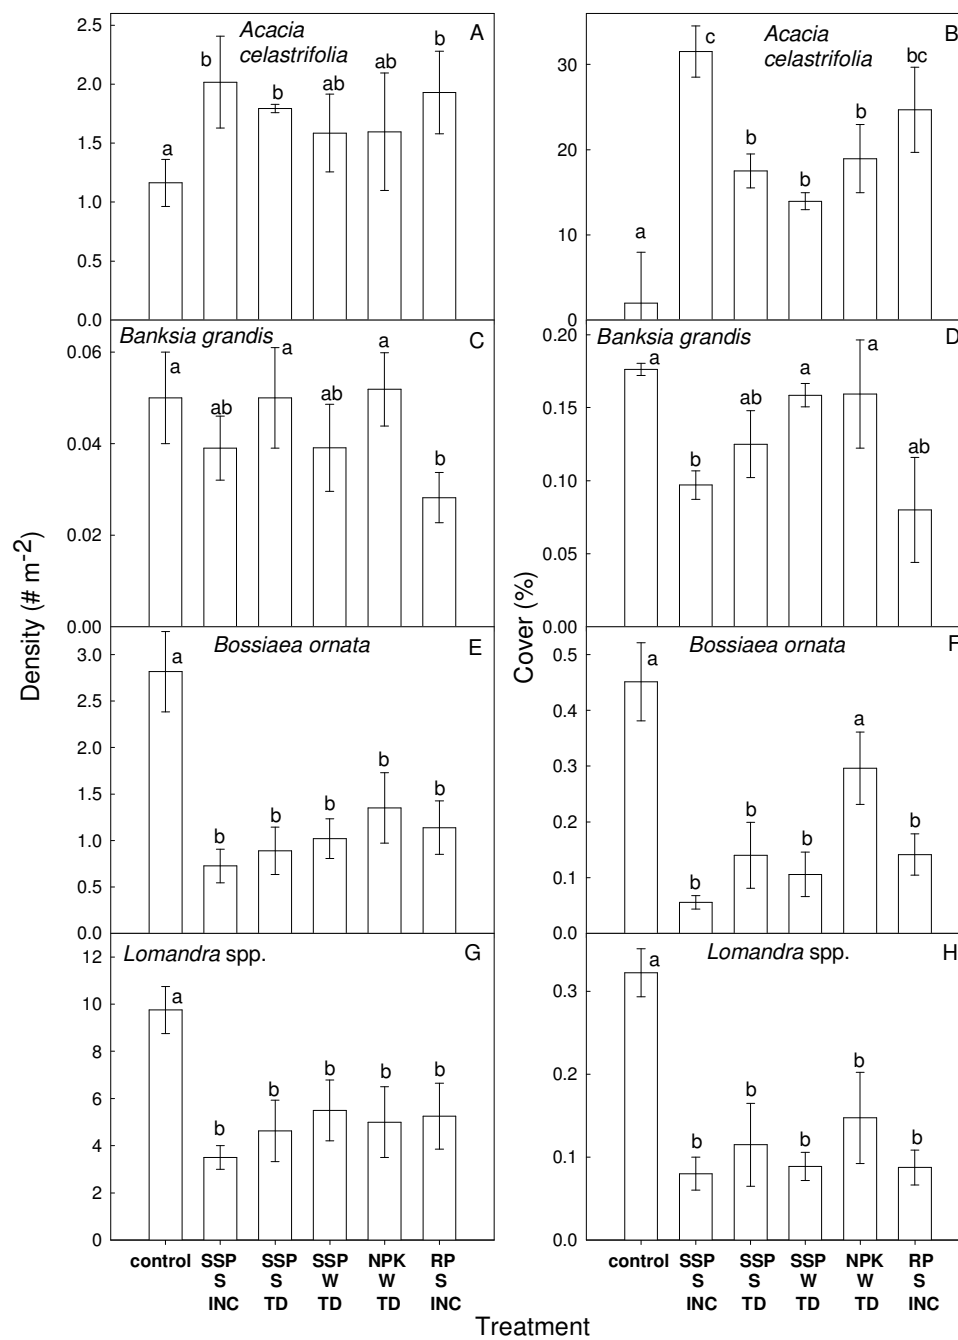 Density (# m-2)
Cover (%)
Acacia
celastrifolia
A
2.5
2.0
1.5
1.0
0.5
0.0
a
b
b
ab
ab
b
Acacia
celastrifolia
B
30
20
10
0
a
c
b
b
b
bc
Banksia grandis
C
0.06
0.04
0.02
0.00
a
ab
a
ab
a
b
Banksia grandis
D
0.20
0.15
0.10
0.05
0.00
a
b
ab
a
a
ab
Bossiaea ornata
E
3.0
2.5
2.0
1.5
1.0
0.5
0.0
a
b
b
b
b
b
Bossiaea ornata
F
0.5
0.4
0.3
0.2
0.1
0.0
a
b
b
b
a
b
Lomandra spp.
G
12
10
8
6
4
2
0
a
b
b
b
b
b
Lomandra spp.
H
0.3
0.2
0.1
0.0
a
b
b
b
b
b
control SSP SSP SSP NPK RP
S S W W S
INC TD TD TD INC
control SSP SSP SSP NPK RP
S S W W S
INC TD TD TD INC
Treatment